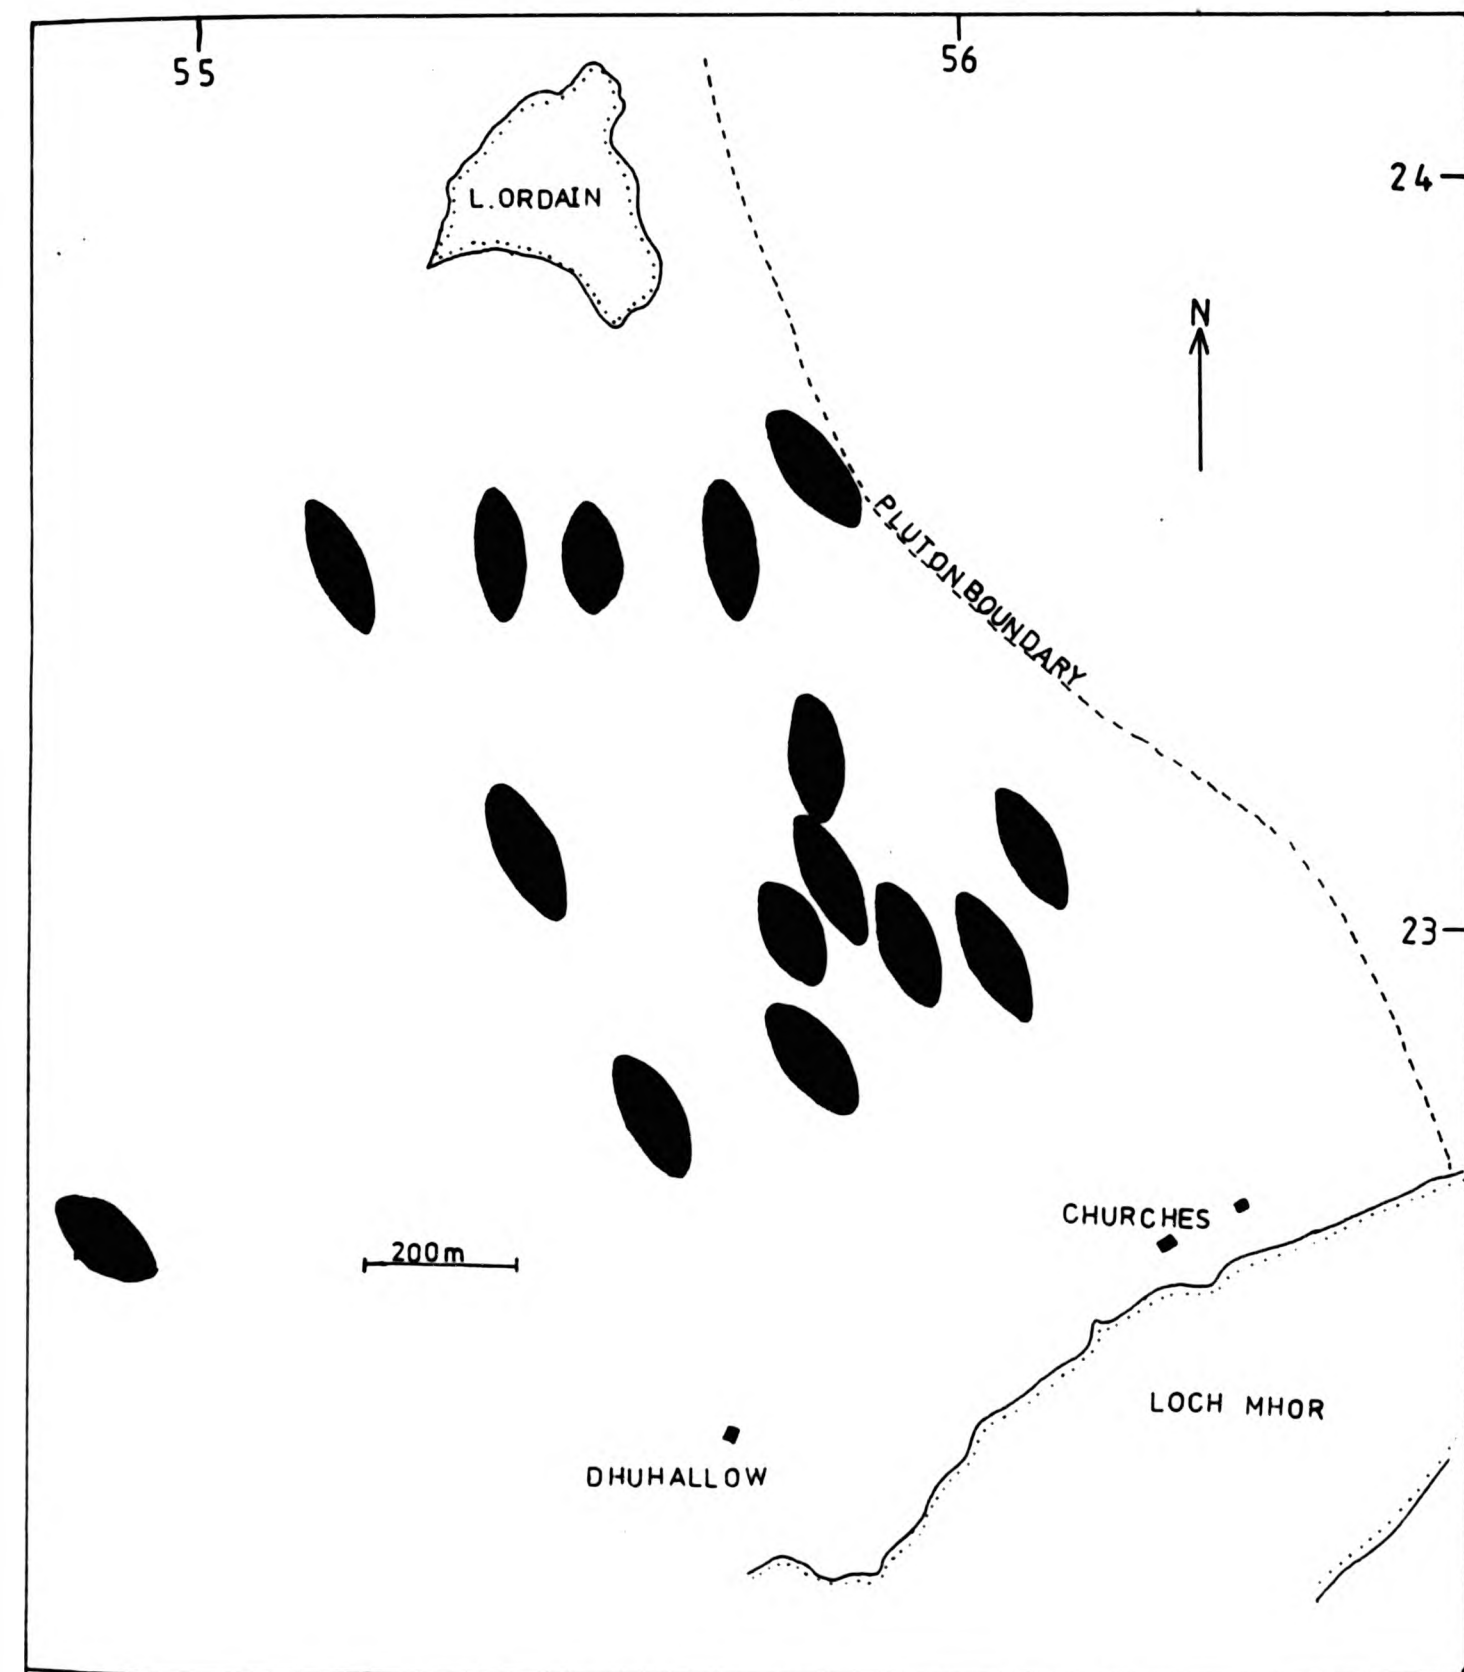 55
56
L. ORDAIN
24
N
PLUTON BOUNDARY
23
CHURCHES
200m
LOCH MHOR
DHUHALLOW